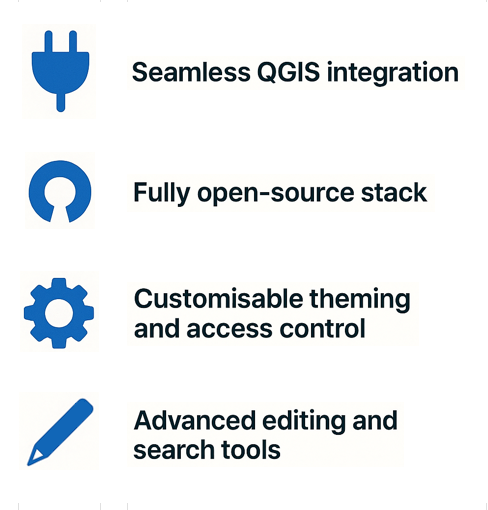 Seamless QGIS integration
Fully open-source stack
Customisable theming
and access control
Advanced editing and
search tools